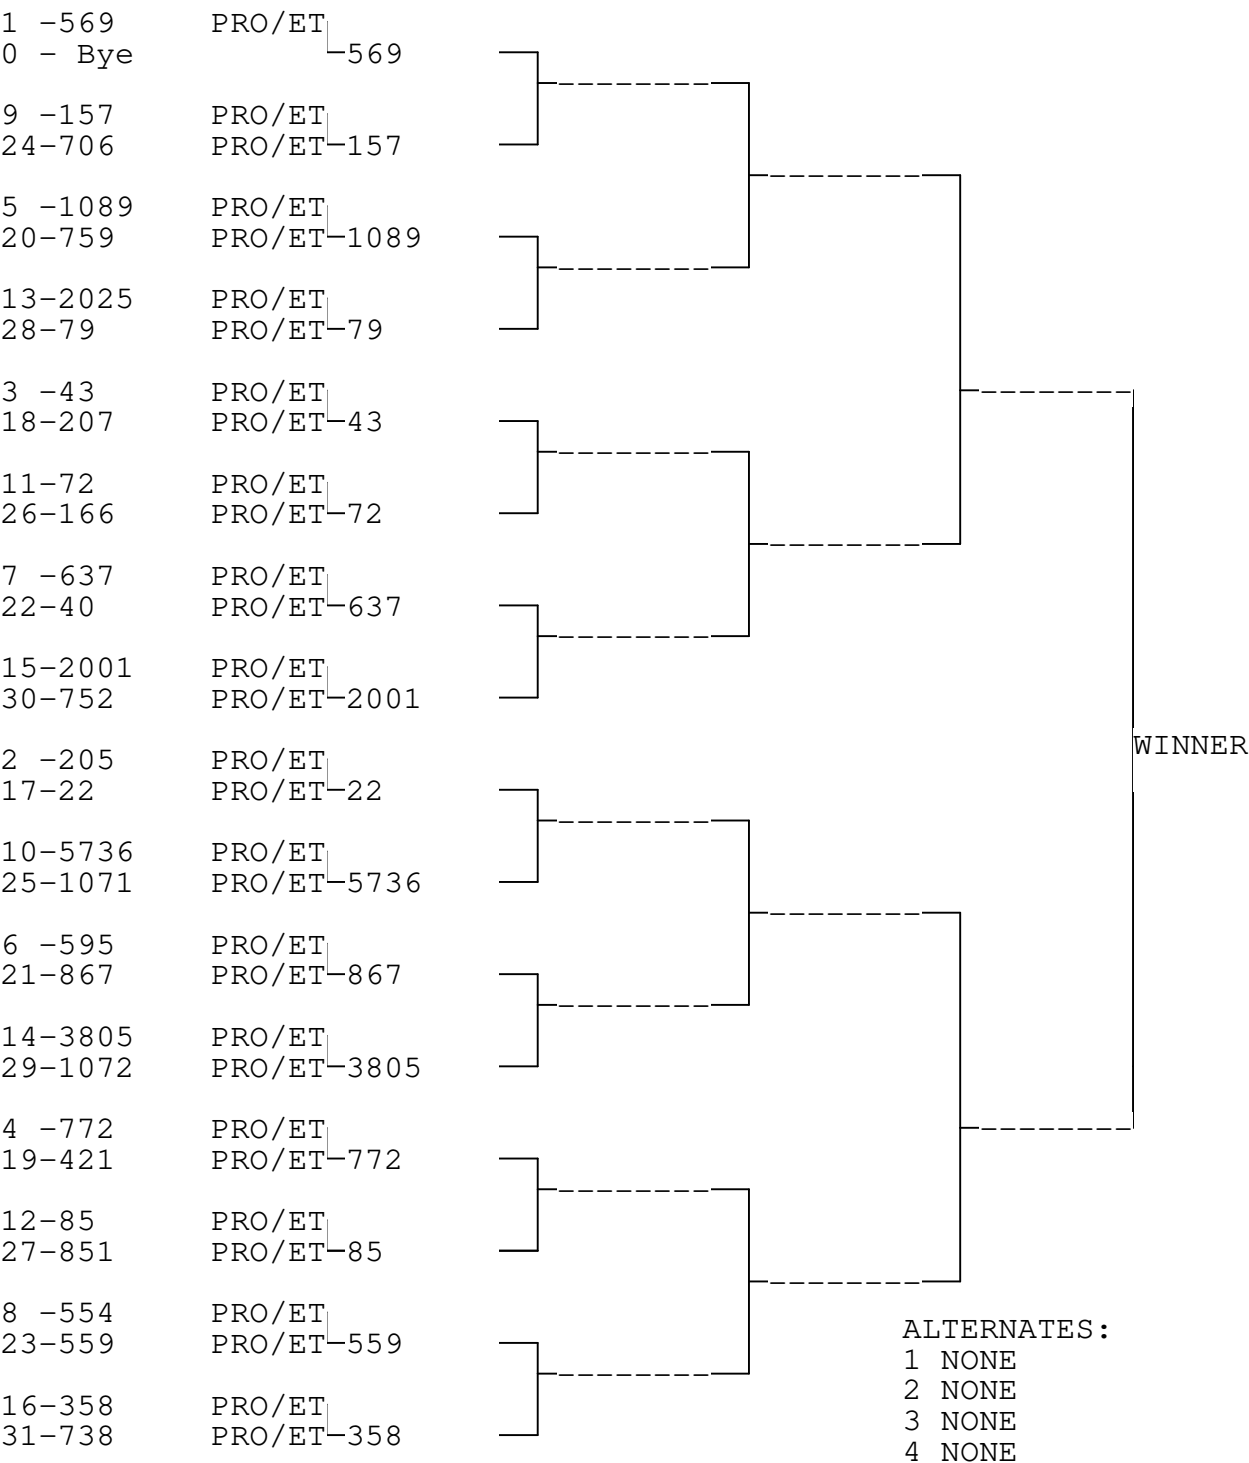 1 -569 PRO/ET
0 - Bye 569
9 -157 PRO/ET
24-706 PRO/ET 157
5 -1089 PRO/ET
20-759 PRO/ET 1089
13-2025 PRO/ET
28-79 PRO/ET 79
3 -43 PRO/ET
18-207 PRO/ET 43
11-72 PRO/ET
26-166 PRO/ET 72
7 -637 PRO/ET
22-40 PRO/ET 637
15-2001 PRO/ET
30-752 PRO/ET 2001
WINNER
2 -205 PRO/ET
17-22 PRO/ET 22
10-5736 PRO/ET
25-1071 PRO/ET 5736
6 -595 PRO/ET
21-867 PRO/ET 867
14-3805 PRO/ET
29-1072 PRO/ET 3805
4 -772 PRO/ET
19-421 PRO/ET 772
12-85 PRO/ET
27-851 PRO/ET 85
8 -554 PRO/ET
23-559 PRO/ET 559
16-358 PRO/ET
31-738 PRO/ET 358
ALTERNATES:
1 NONE
2 NONE
3 NONE
4 NONE